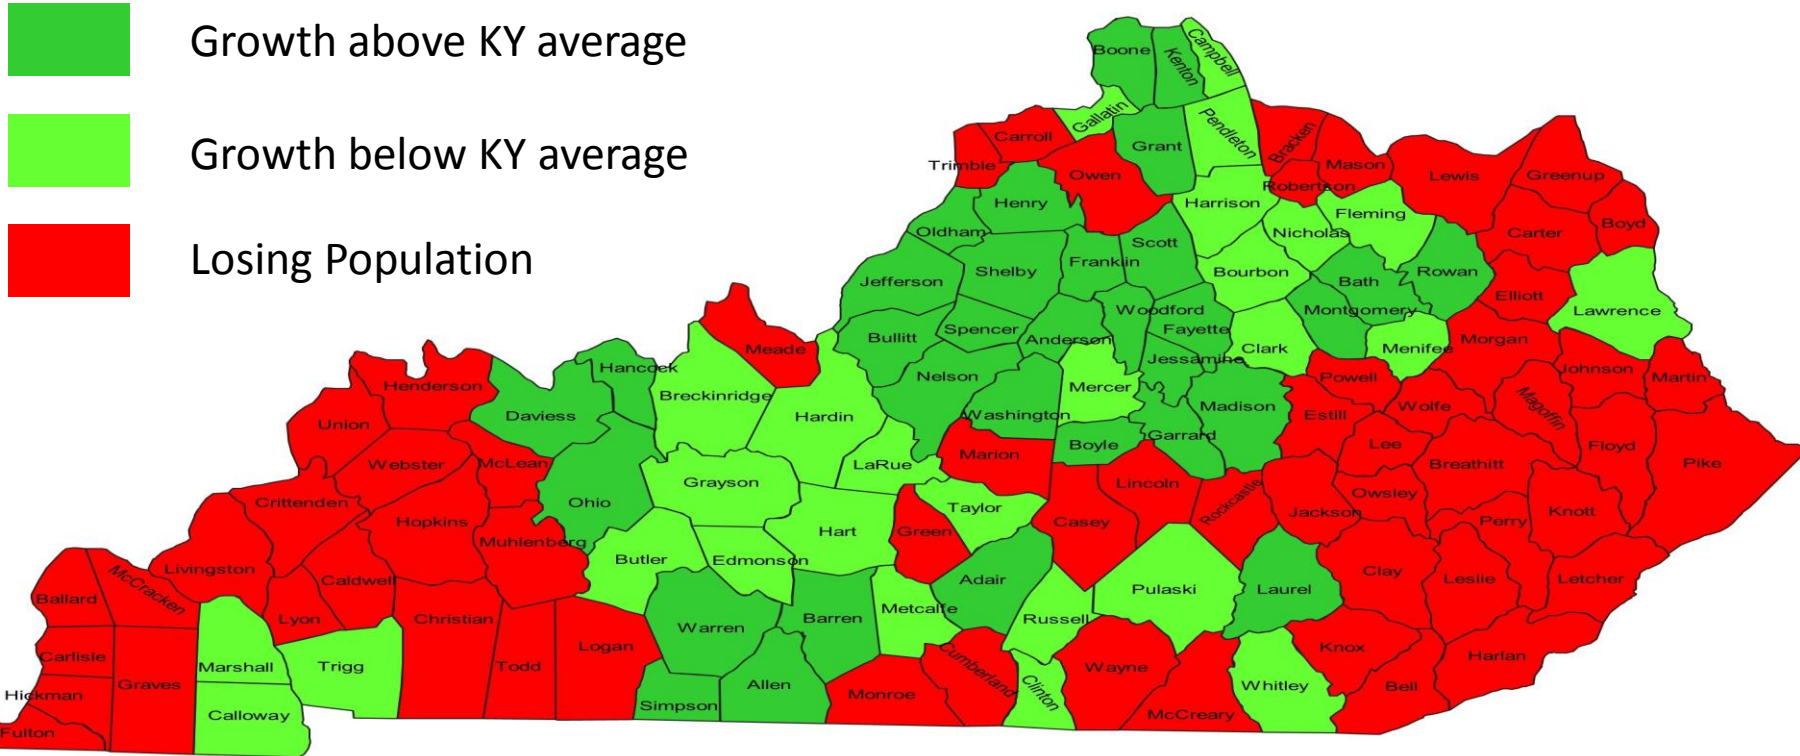 Growth above KY average
Growth below KY average
Losing Population
Boone
Kenton
Campbell
Gallatin
Pendleton
Carroll
Grant
Bracken
Trimble
Owen
Mason
Robertson
Lewis
Greenup
Henry
Harrison
Fleming
Boyd
Oldham
Nicholas
Carter
Scott
Franklin
Shelby
Bourbon
Rowan
Jefferson
Bath
Elliott
Woodford
Montgomery
Lawrence
Spencer
Fayette
Bullitt
Anderson
Morgan
Meade
Clark
Menifee
Jessamine
Hancock
Nelson
Johnson
Martin
Powell
Henderson
Mercer
Breckinridge
Magoffin
Daviess
Hardin
Washington
Madison
Estill
Wolfe
Union
Garrard
Boyle
Lee
Floyd
Marion
Webster
McLean
LaRue
Breathitt
Pike
Grayson
Lincoln
Owsley
Crittenden
Ohio
Taylor
Rockcastle
Jackson
Knott
Hopkins
Casey
Perry
Hart
Green
Muhlenberg
Butler
Edmonson
Livingston
McCracken
Caldwell
Adair
Clay
Leslie
Letcher
Pulaski
Laurel
Ballard
Metcalfe
Lyon
Christian
Barren
Russell
Warren
Logan
Knox
Carlisle
Marshall
Trigg
Todd
Cumberland
Wayne
Harlan
Graves
Allen
Clinton
Whitley
Bell
Hickman
Monroe
Simpson
Calloway
McCreary
Fulton